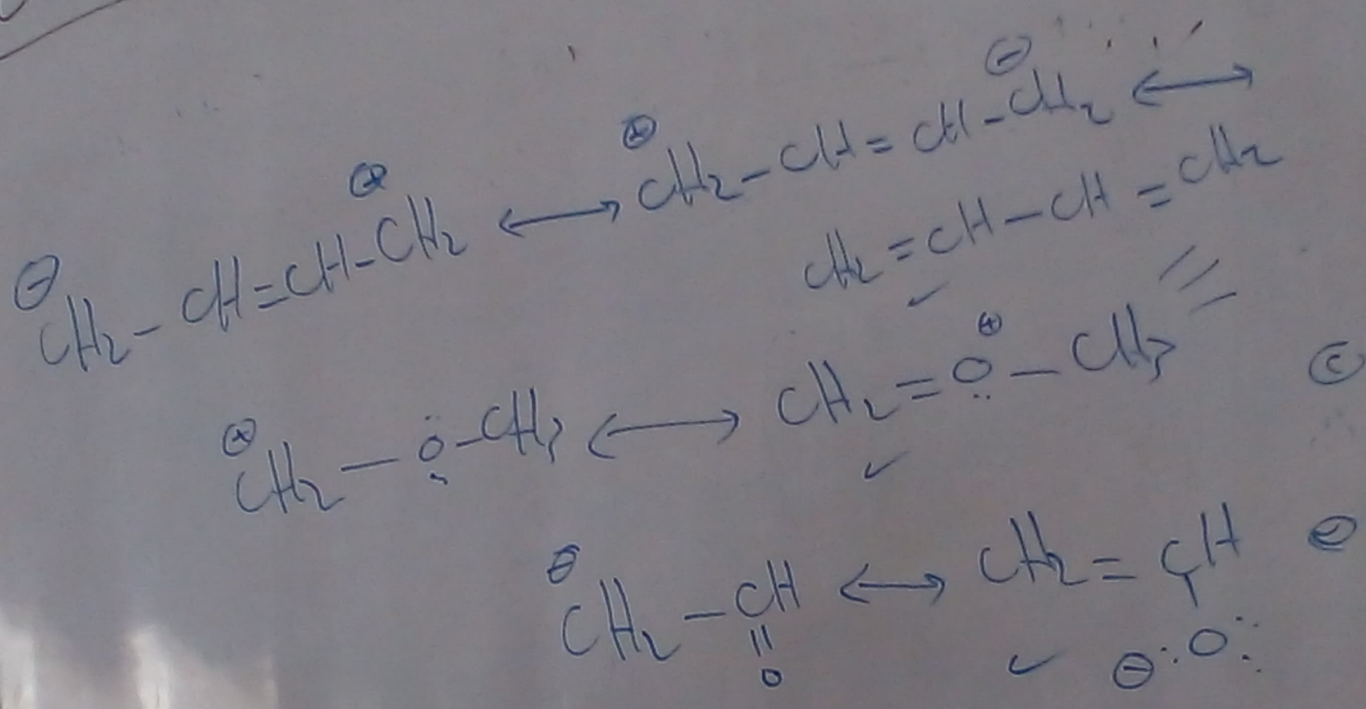 ⊖CH₂-CH=CH-CH₂⊕ ⟷ ⊕CH₂-CH=CH-CH₂⊖ ⟷
CH₂=CH-CH=CH₂
✓
⊕CH₂-Ö:-CH₃ ⟷ CH₂=O⊕-CH₃ ©
✓
⊖CH₂-CH=O ⟷ CH₂=CH-O⊖ e
✓